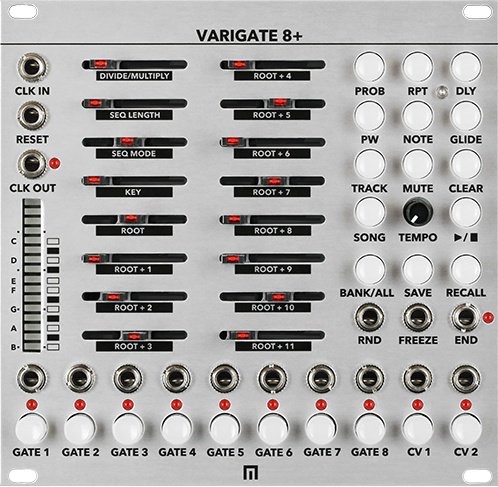 VARIGATE 8+
CLK IN
RESET
CLK OUT
C
D
E
F
G
A
B
DIVIDE/MULTIPLY
SEQ LENGTH
SEQ MODE
KEY
ROOT
ROOT + 1
ROOT + 2
ROOT + 3
ROOT + 4
ROOT + 5
ROOT + 6
ROOT + 7
ROOT + 8
ROOT + 9
ROOT + 10
ROOT + 11
PROB RPT DLY
PW NOTE GLIDE
TRACK MUTE CLEAR
SONG TEMPO ▶/■
BANK/ALL SAVE RECALL
RND FREEZE END
GATE 1 GATE 2 GATE 3 GATE 4 GATE 5 GATE 6 GATE 7 GATE 8 CV 1 CV 2